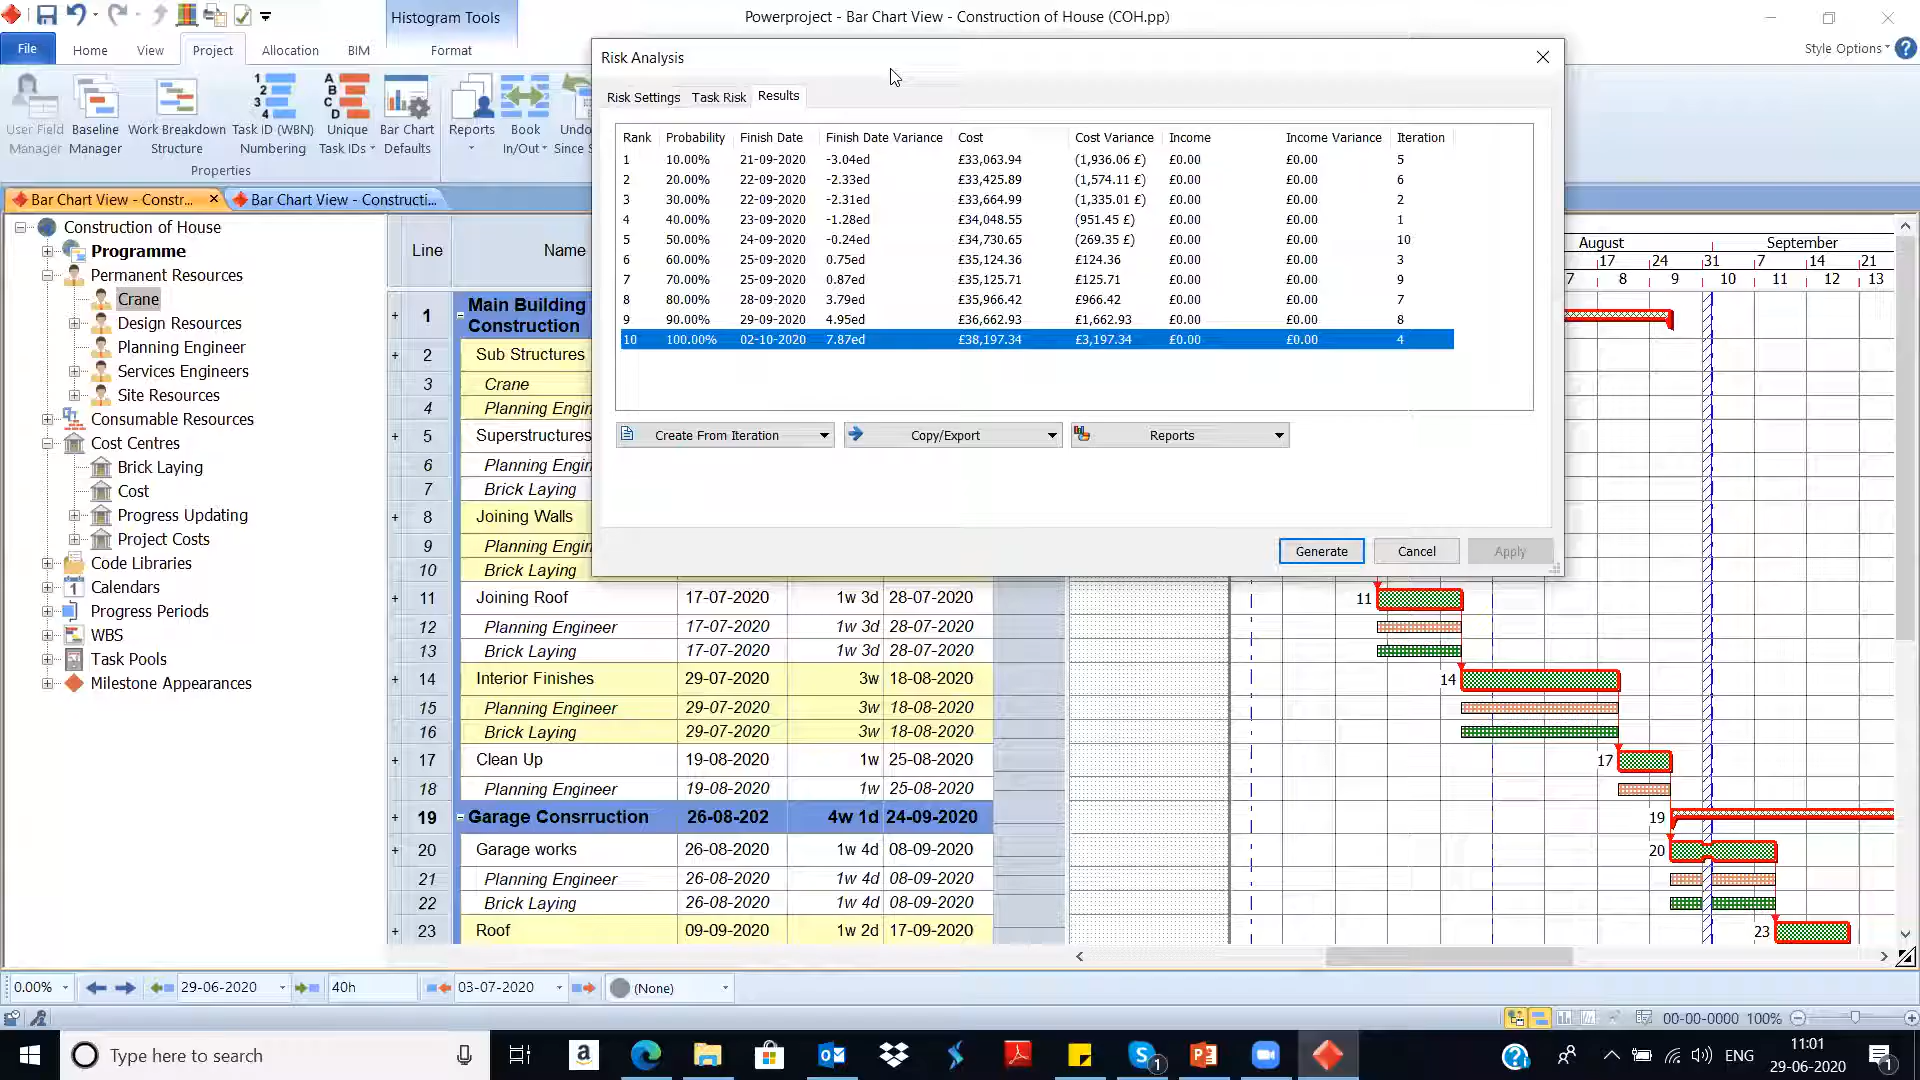 Histogram Tools
Powerproject - Bar Chart View - Construction of House (COH.pp)
File Home View Project Allocation BIM Format
Style Options
User Field Manager
Baseline Manager
Work Breakdown Structure
Task ID (WBN) Numbering
Unique Task IDs
Bar Chart Defaults
Reports
Book In/Out
Undo Since S
Properties
Risk Analysis
Risk Settings Task Risk Results
Rank Probability Finish Date Finish Date Variance Cost Cost Variance Income Income Variance Iteration
1 10.00% 21-09-2020 -3.04ed £33,063.94 (1,936.06 £) £0.00 £0.00 5
2 20.00% 22-09-2020 -2.33ed £33,425.89 (1,574.11 £) £0.00 £0.00 6
3 30.00% 22-09-2020 -2.31ed £33,664.99 (1,335.01 £) £0.00 £0.00 2
4 40.00% 23-09-2020 -1.28ed £34,048.55 (951.45 £) £0.00 £0.00 1
5 50.00% 24-09-2020 -0.24ed £34,730.65 (269.35 £) £0.00 £0.00 10
6 60.00% 25-09-2020 0.75ed £35,124.36 £124.36 £0.00 £0.00 3
7 70.00% 25-09-2020 0.87ed £35,125.71 £125.71 £0.00 £0.00 9
8 80.00% 28-09-2020 3.79ed £35,966.42 £966.42 £0.00 £0.00 7
9 90.00% 29-09-2020 4.95ed £36,662.93 £1,662.93 £0.00 £0.00 8
10 100.00% 02-10-2020 7.87ed £38,197.34 £3,197.34 £0.00 £0.00 4
Create From Iteration Copy/Export Reports
Generate Cancel Apply
Bar Chart View - Constr... Bar Chart View - Constructi...
Construction of House
Programme
Permanent Resources
Crane
Design Resources
Planning Engineer
Services Engineers
Site Resources
Consumable Resources
Cost Centres
Brick Laying
Cost
Progress Updating
Project Costs
Code Libraries
Calendars
Progress Periods
WBS
Task Pools
Milestone Appearances
Line Name
1 Main Building Construction
2 Sub Structures
3 Crane
4 Planning Engin
5 Superstructures
6 Planning Engin
7 Brick Laying
8 Joining Walls
9 Planning Engin
10 Brick Laying
11 Joining Roof 17-07-2020 1w 3d 28-07-2020
12 Planning Engineer 17-07-2020 1w 3d 28-07-2020
13 Brick Laying 17-07-2020 1w 3d 28-07-2020
14 Interior Finishes 29-07-2020 3w 18-08-2020
15 Planning Engineer 29-07-2020 3w 18-08-2020
16 Brick Laying 29-07-2020 3w 18-08-2020
17 Clean Up 19-08-2020 1w 25-08-2020
18 Planning Engineer 19-08-2020 1w 25-08-2020
19 Garage Consrruction 26-08-202 4w 1d 24-09-2020
20 Garage works 26-08-2020 1w 4d 08-09-2020
21 Planning Engineer 26-08-2020 1w 4d 08-09-2020
22 Brick Laying 26-08-2020 1w 4d 08-09-2020
23 Roof 09-09-2020 1w 2d 17-09-2020
August September
17 24 31 7 14 21
7 8 9 10 11 12 13
11
14
17
19
20
23
0.00% 29-06-2020 40h 03-07-2020 (None)
00-00-0000 100%
Type here to search
a
1
ENG
11:01
29-06-2020
1